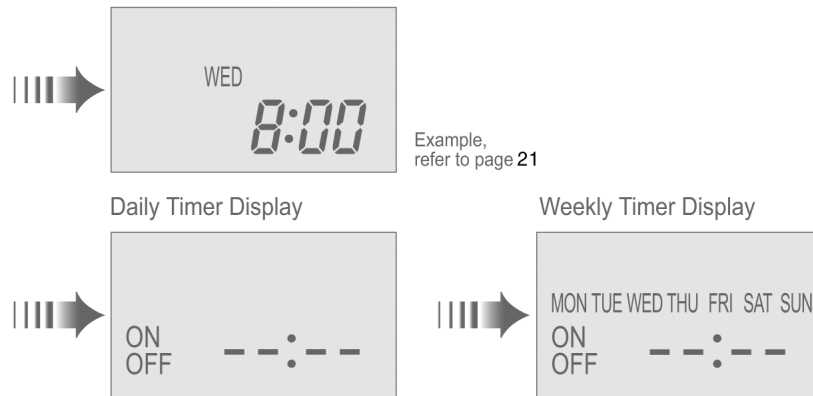 WED
8:00
Example,
refer to page 21
Daily Timer Display
Weekly Timer Display
ON
OFF
--:--
MON TUE WED THU FRI SAT SUN
ON
OFF
--:--